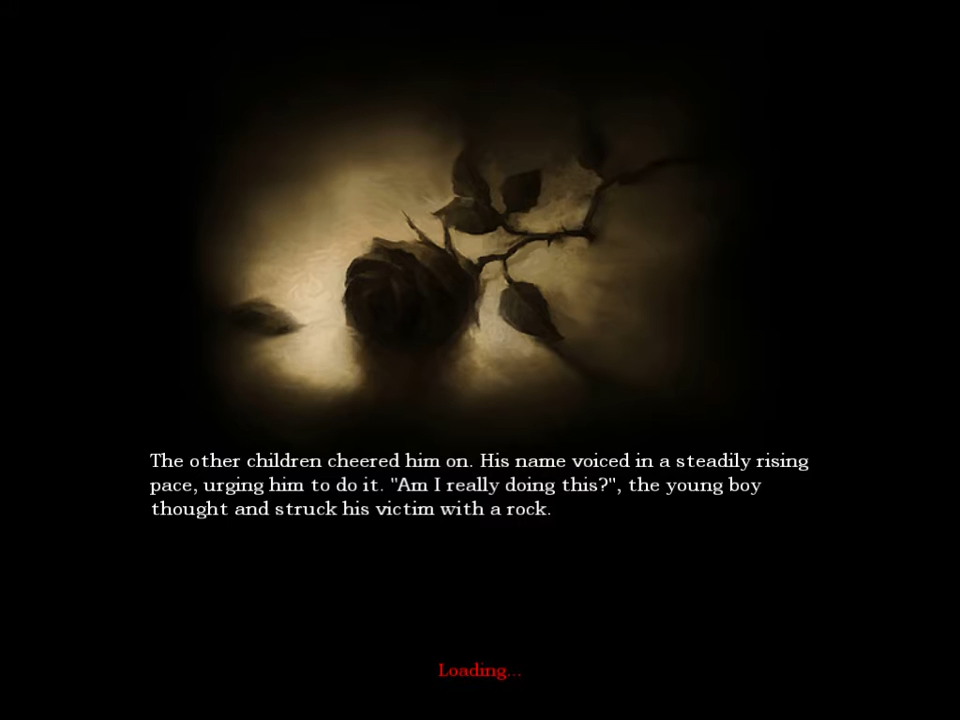 The other children cheered him on. His name voiced in a steadily rising
pace, urging him to do it. "Am I really doing this?", the young boy
thought and struck his victim with a rock.
Loading...